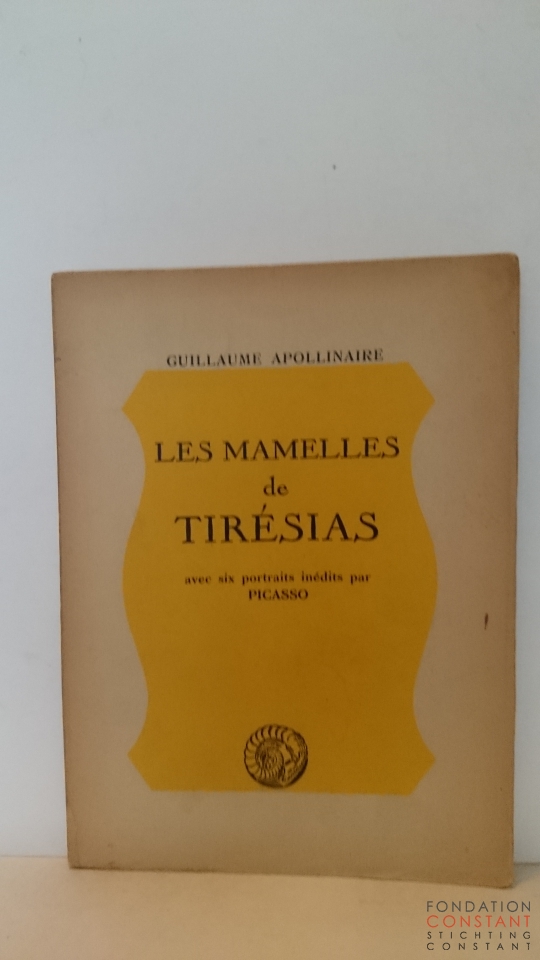 GUILLAUME APOLLINAIRE
LES MAMELLES
de
TIRÉSIAS
avec six portraits inédits par
PICASSO
FONDATION
CONSTANT
STICHTING
CONSTANT